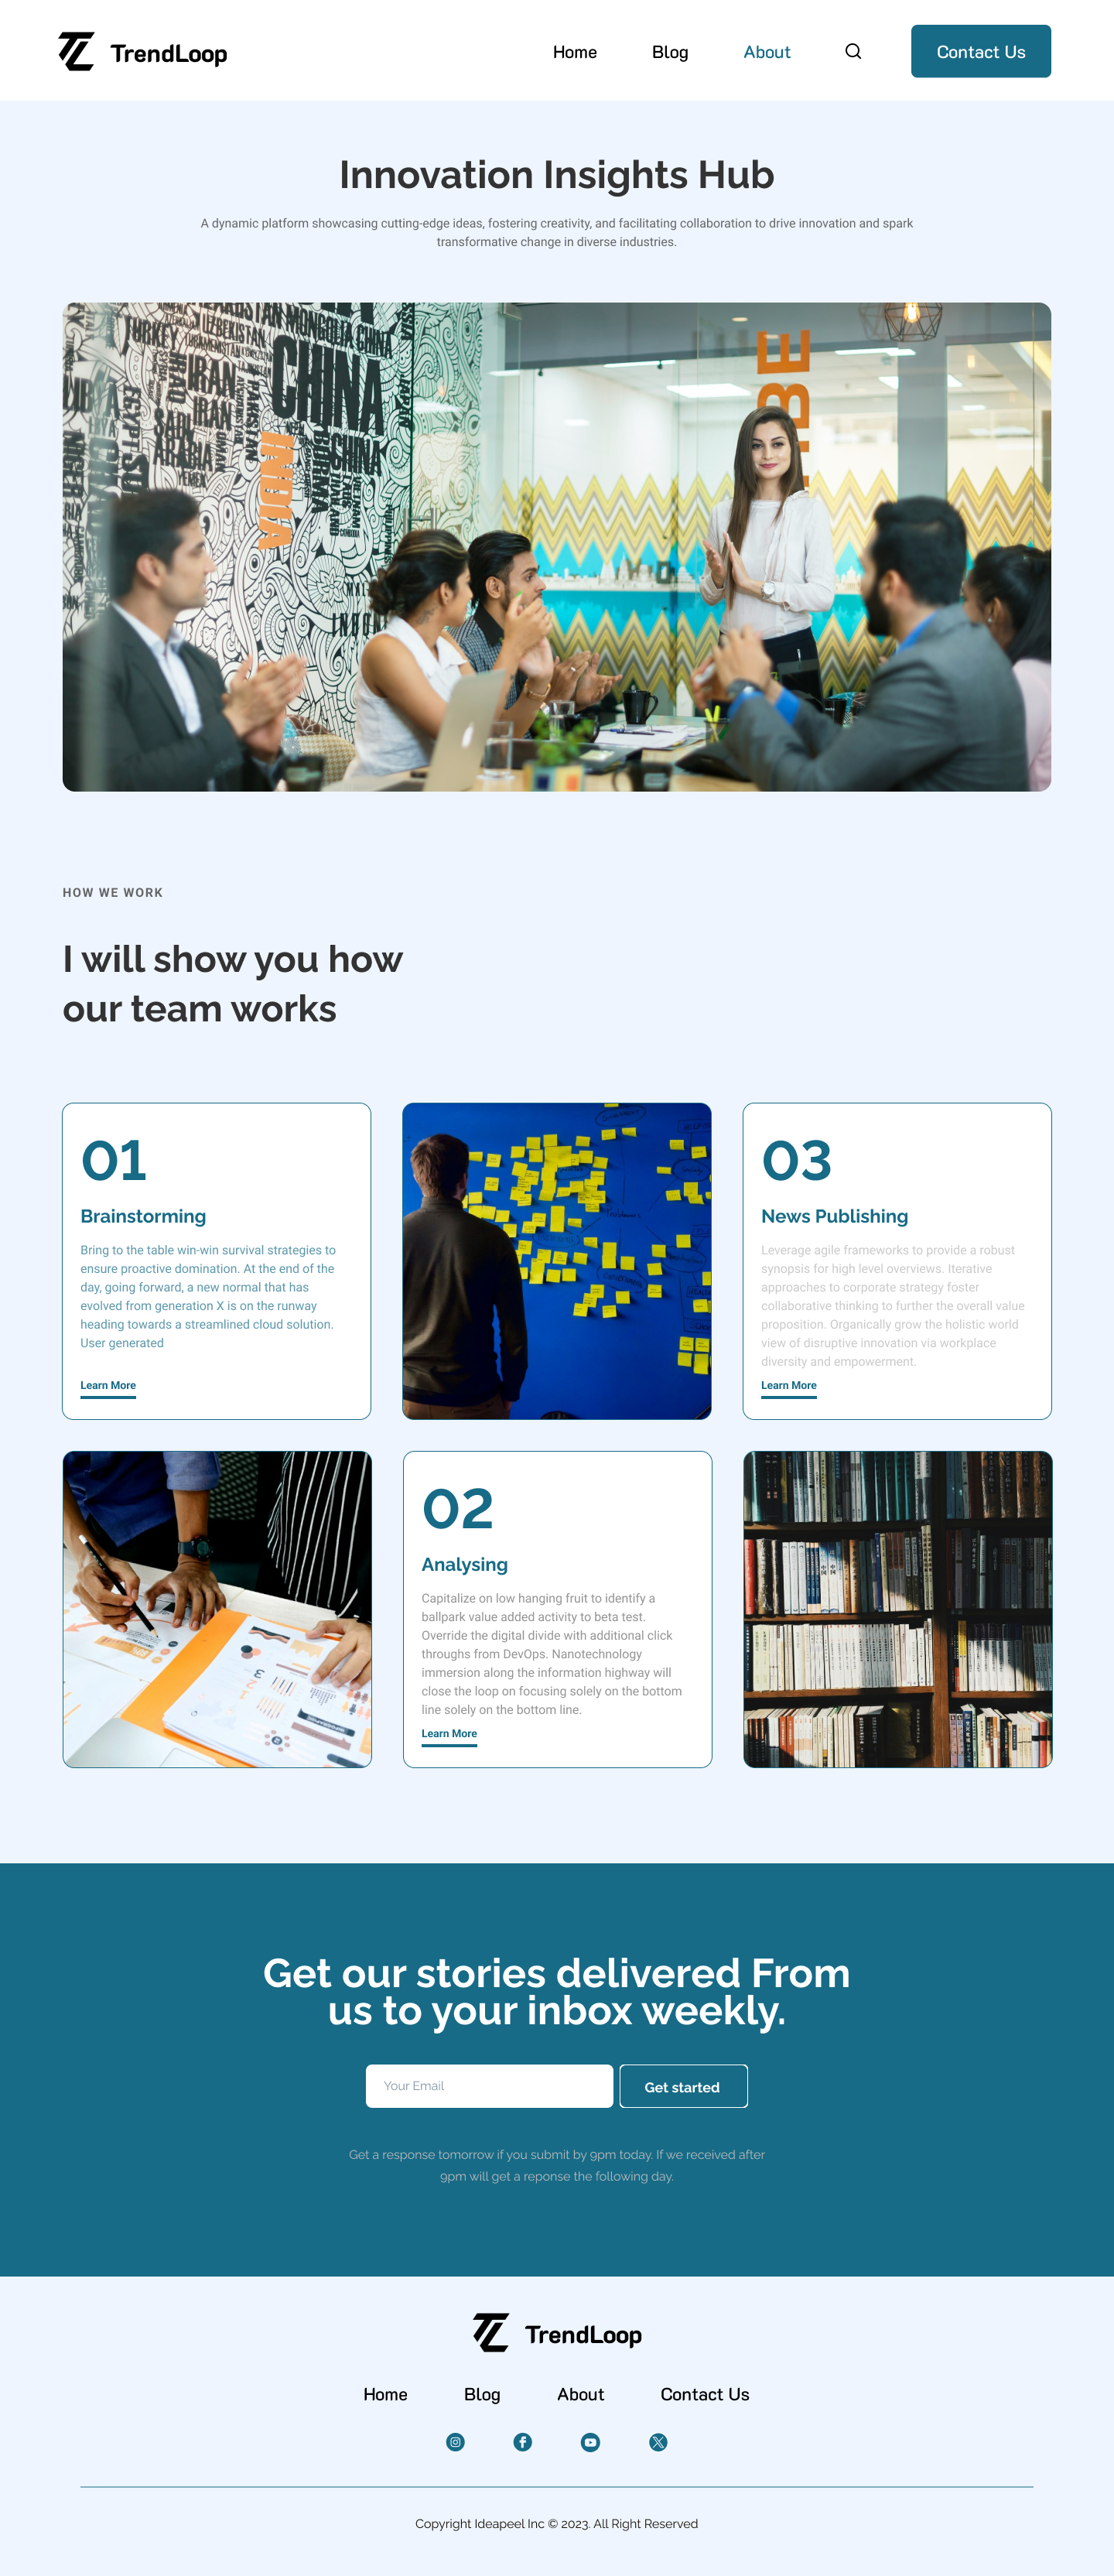 TrendLoop
Home
Blog
About
Contact Us
Innovation Insights Hub
A dynamic platform showcasing cutting-edge ideas, fostering creativity, and facilitating collaboration to drive innovation and spark
transformative change in diverse industries.
CHINA
IRAN
IRAN
INDIA
CHINA
YEMEN
HOW WE WORK
I will show you how
our team works
01
Brainstorming
Bring to the table win-win survival strategies to
ensure proactive domination. At the end of the
day, going forward, a new normal that has
evolved from generation X is on the runway
heading towards a streamlined cloud solution.
User generated
Learn More
03
News Publishing
Leverage agile frameworks to provide a robust
synopsis for high level overviews. Iterative
approaches to corporate strategy foster
collaborative thinking to further the overall value
proposition. Organically grow the holistic world
view of disruptive innovation via workplace
diversity and empowerment.
Learn More
02
Analysing
Capitalize on low hanging fruit to identify a
ballpark value added activity to beta test.
Override the digital divide with additional click
throughs from DevOps. Nanotechnology
immersion along the information highway will
close the loop on focusing solely on the bottom
line solely on the bottom line.
Learn More
Get our stories delivered From
us to your inbox weekly.
Your Email
Get started
Get a response tomorrow if you submit by 9pm today. If we received after
9pm will get a reponse the following day.
TrendLoop
Home
Blog
About
Contact Us
Copyright Ideapeel Inc © 2023. All Right Reserved